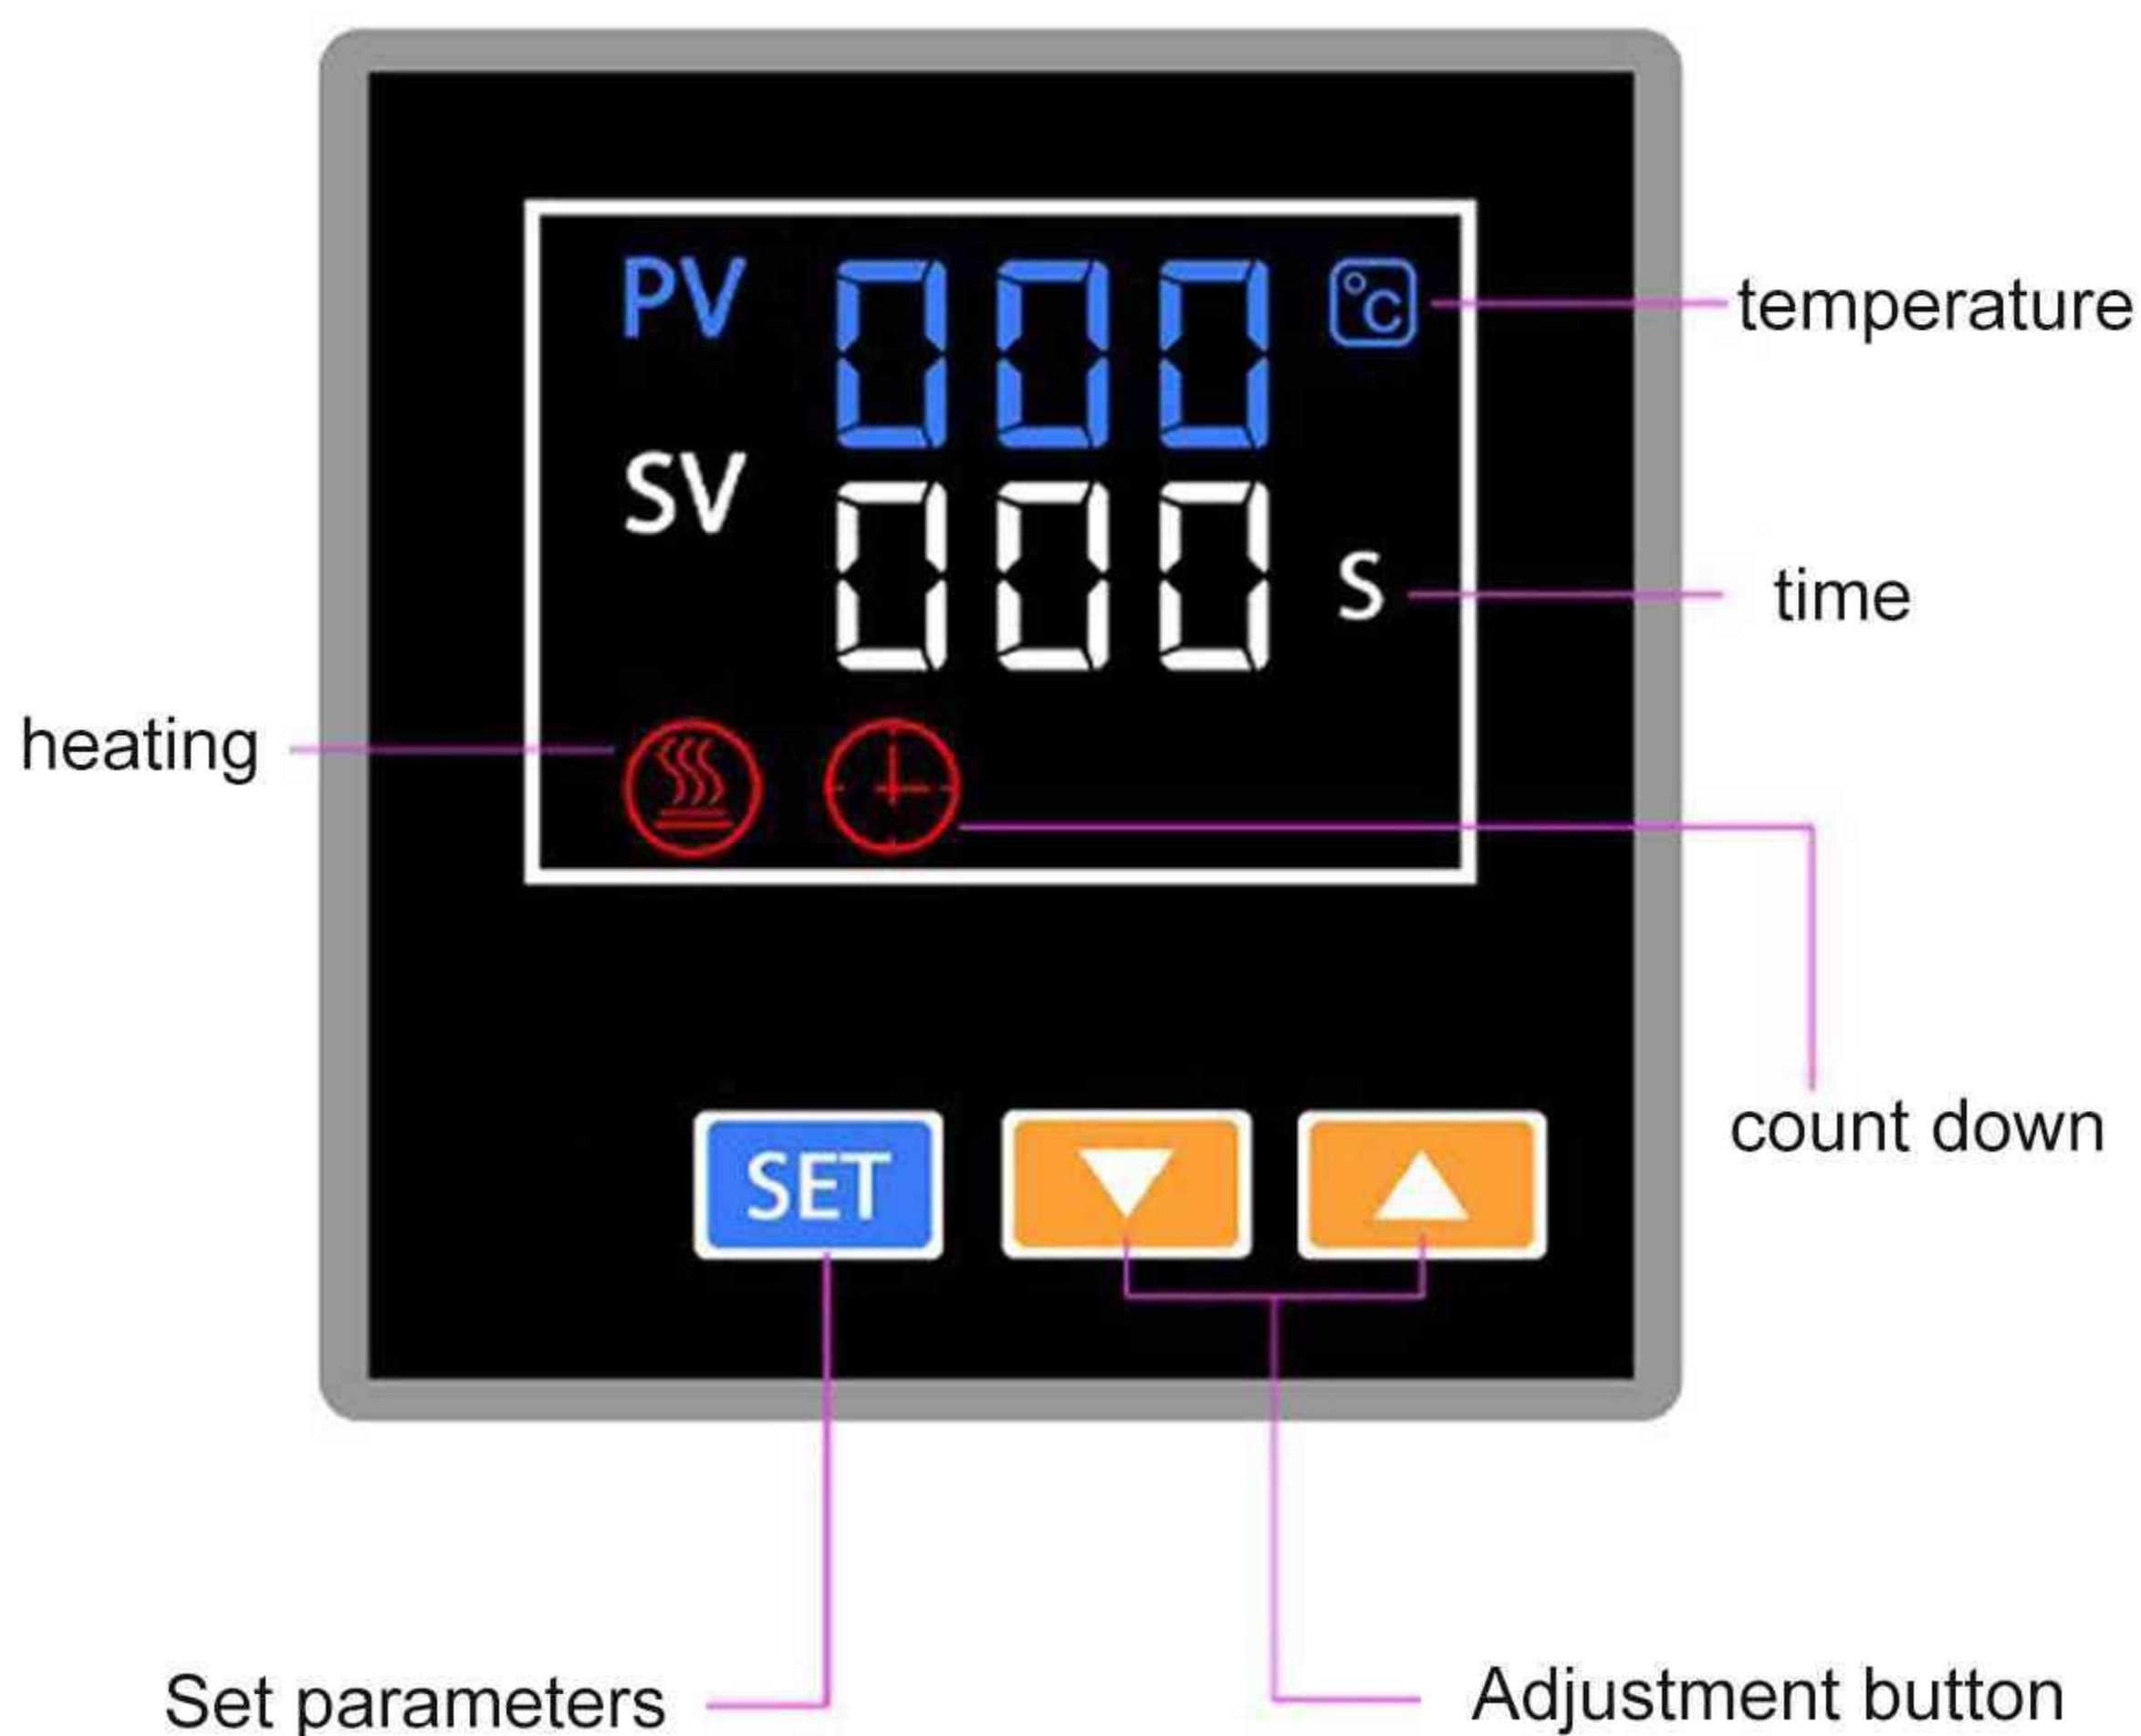 PV 000 °C
temperature
SV 000 S
time
heating
count down
SET
Set parameters
Adjustment button